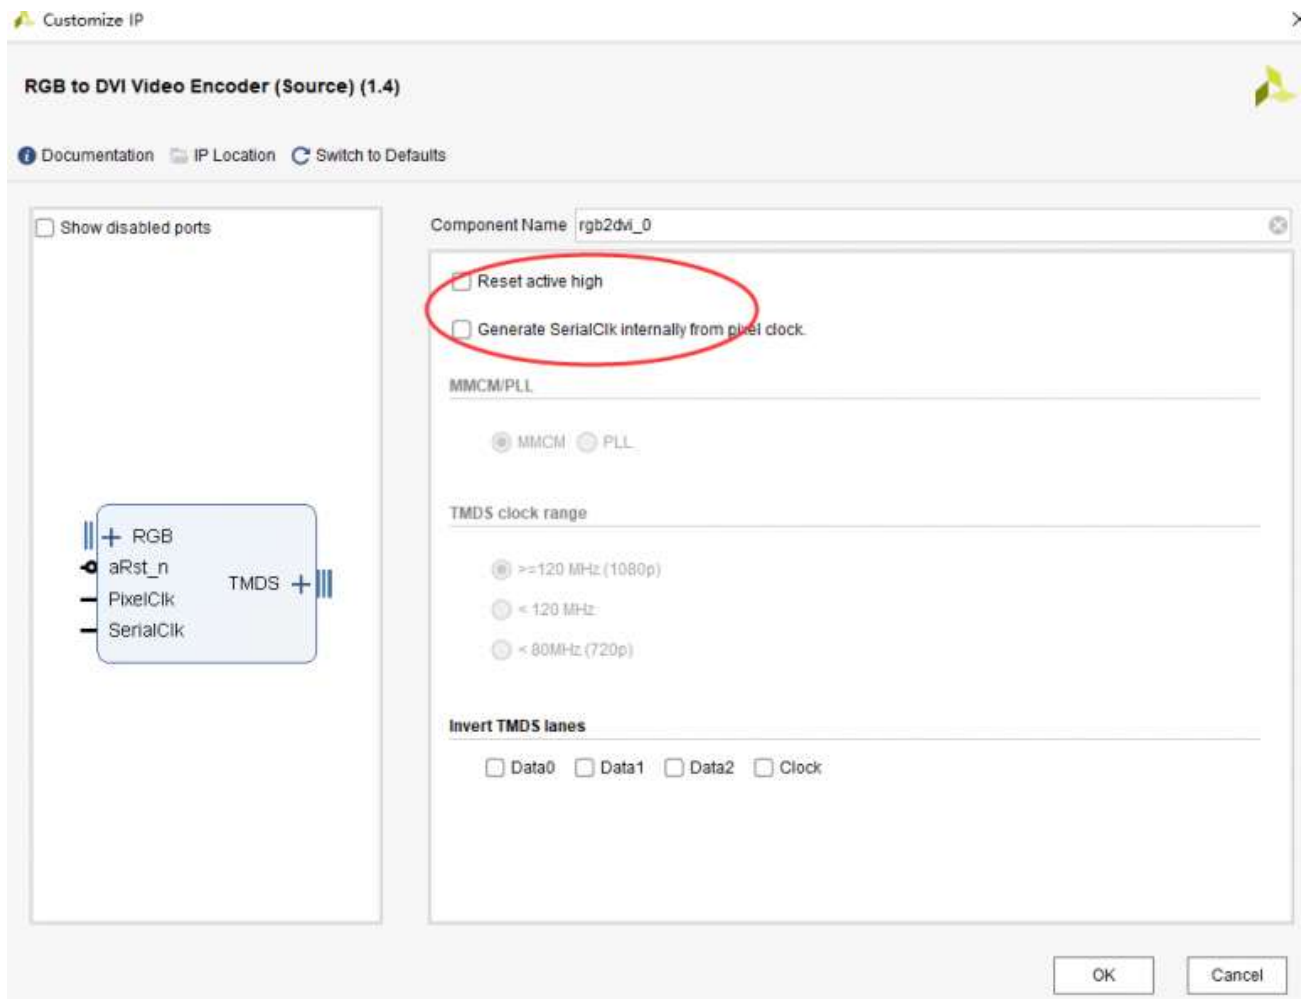 Customize IP
RGB to DVI Video Encoder (Source) (1.4)
Documentation IP Location Switch to Defaults
Show disabled ports
Component Name rgb2dvi_0
Reset active high
Generate SerialClk internally from pixel clock.
MMCM/PLL
MMCM PLL
TMDS clock range
>=120 MHz (1080p)
< 120 MHz
< 80MHz (720p)
RGB
aRst_n
TMDS
PixelClk
SerialClk
Invert TMDS lanes
Data0 Data1 Data2 Clock
OK Cancel